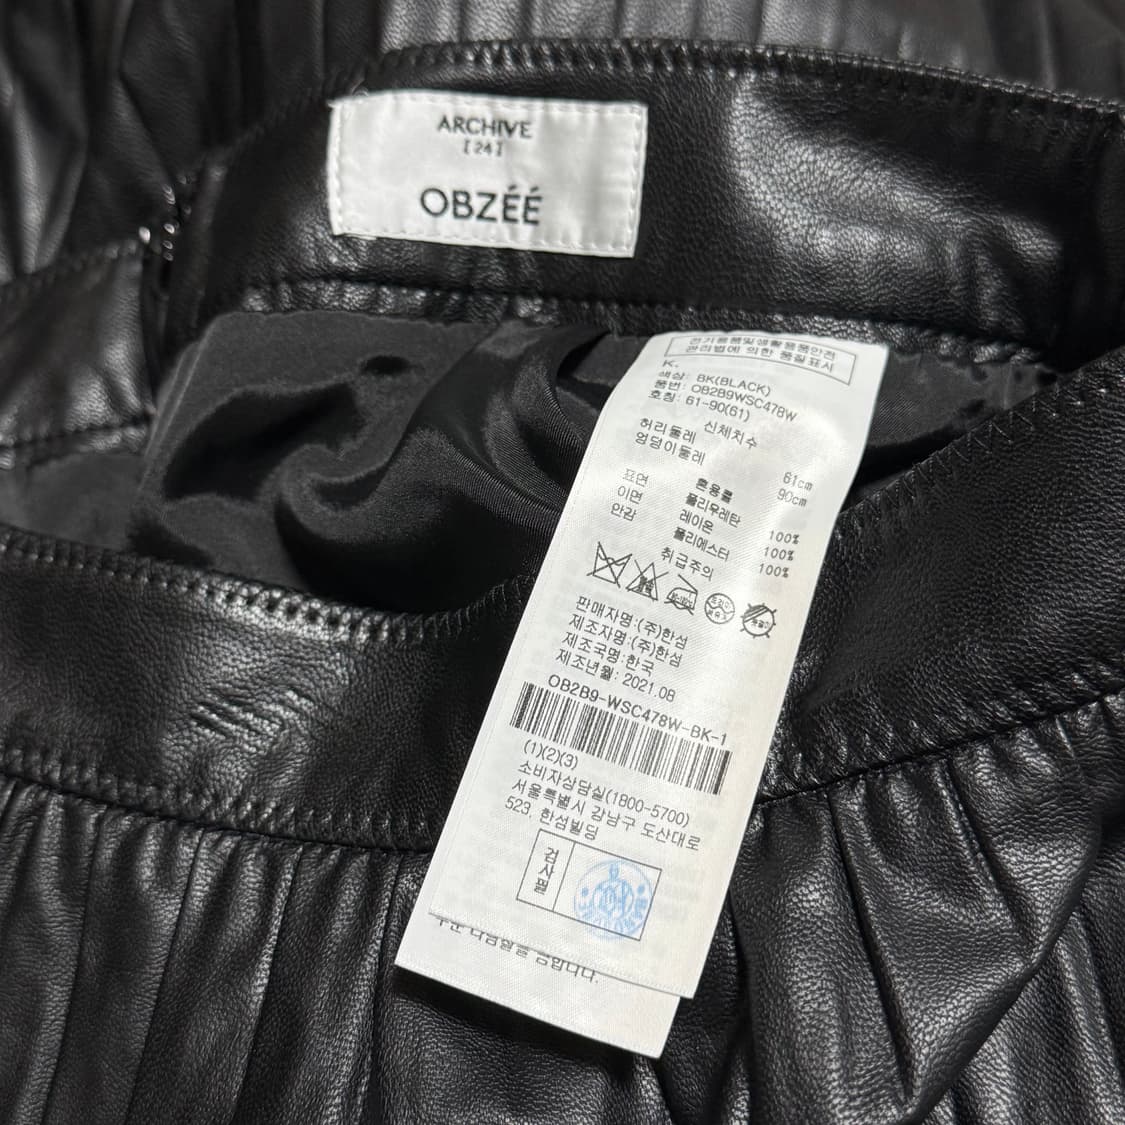 ARCHIVE
[24]
OBZÉÉ
전기용품및생활용품안전
관리법에 의한 품질표시
K.
색상: BK(BLACK)
품번: OB2B9WSC478W
호칭: 61-90(61)
신체치수
허리둘레 61cm
엉덩이둘레 90cm
혼용률
표면 폴리우레탄 100%
이면 레이온 100%
안감 폴리에스터 100%
취급주의
판매자명:(주)한섬
제조자명:(주)한섬
제조국명:한국
제조년월: 2021.08
OB2B9-WSC478W-BK-1
(1)(2)(3)
소비자상담실(1800-5700)
서울특별시 강남구 도산대로
523, 한섬빌딩
검사필
금합니다.